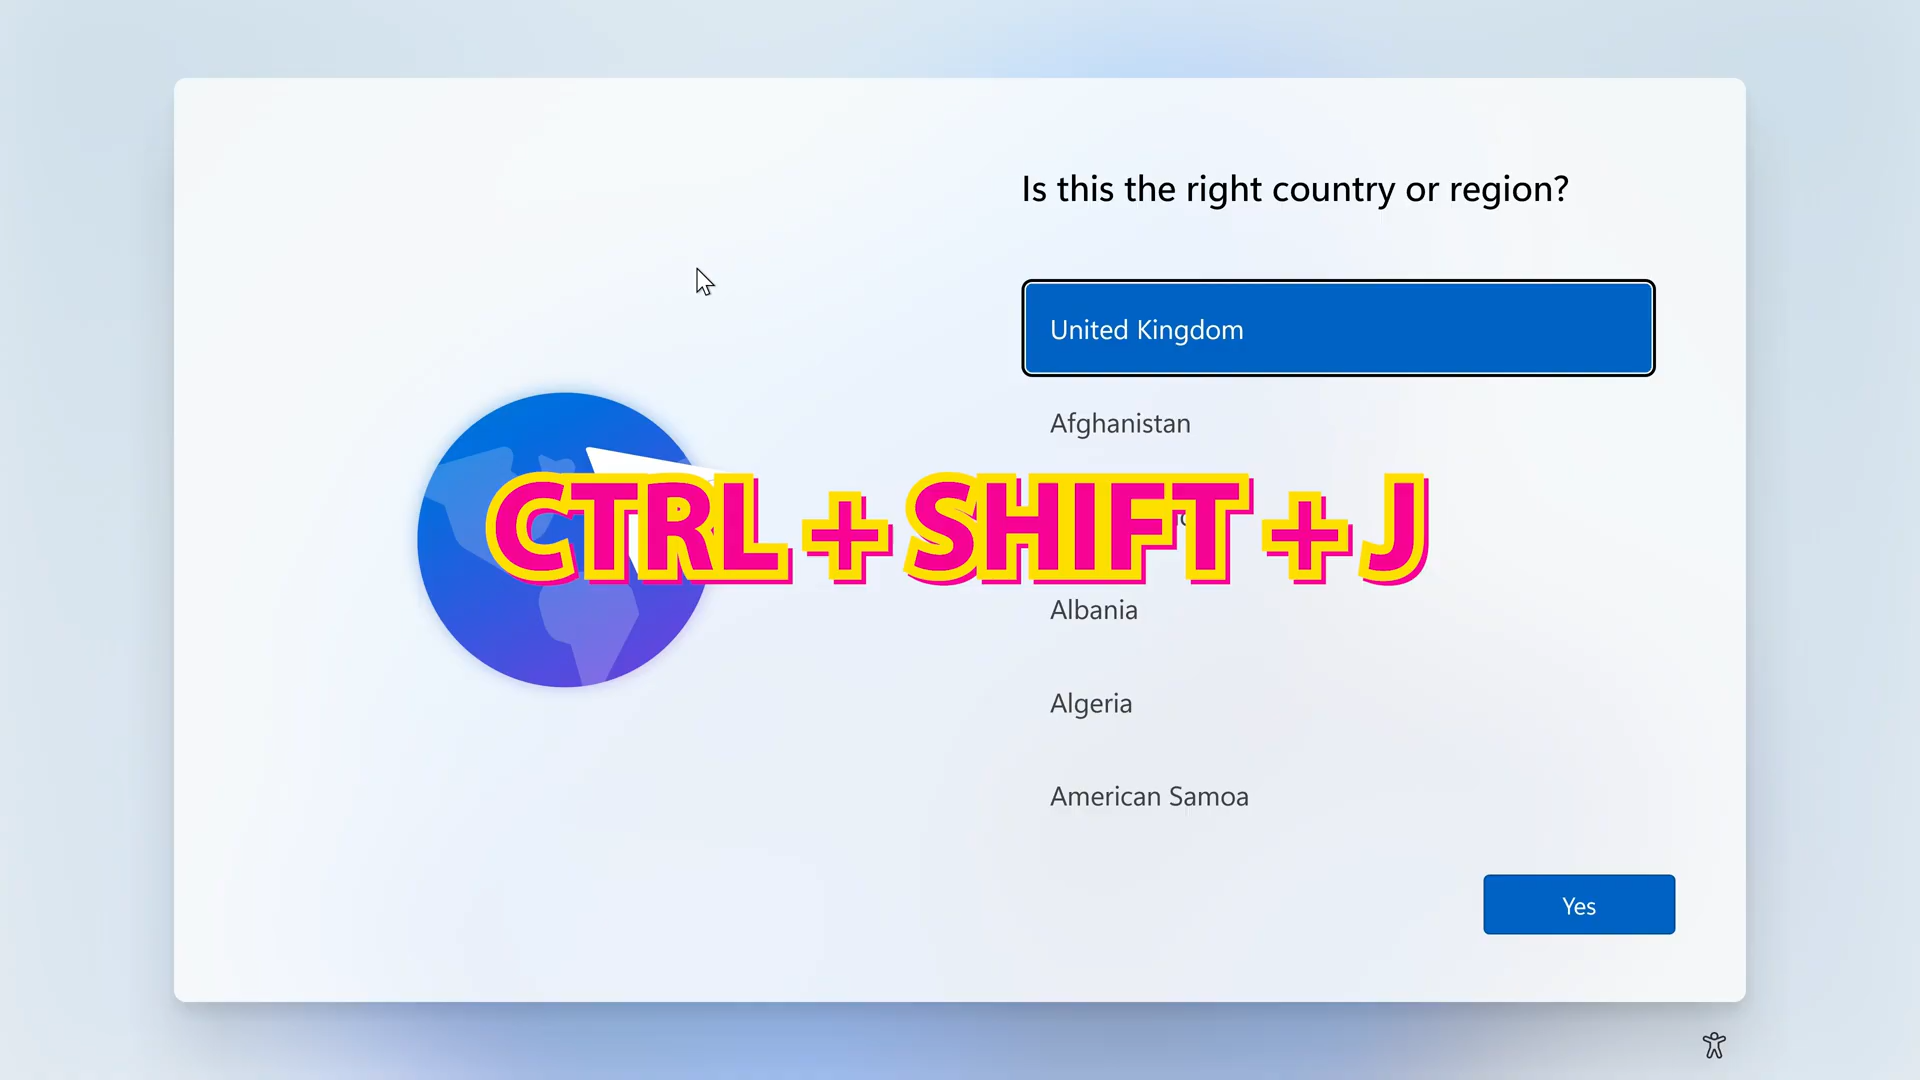 Is this the right country or region?
United Kingdom
Afghanistan
CTRL + SHIFT + J
Albania
Algeria
American Samoa
Yes